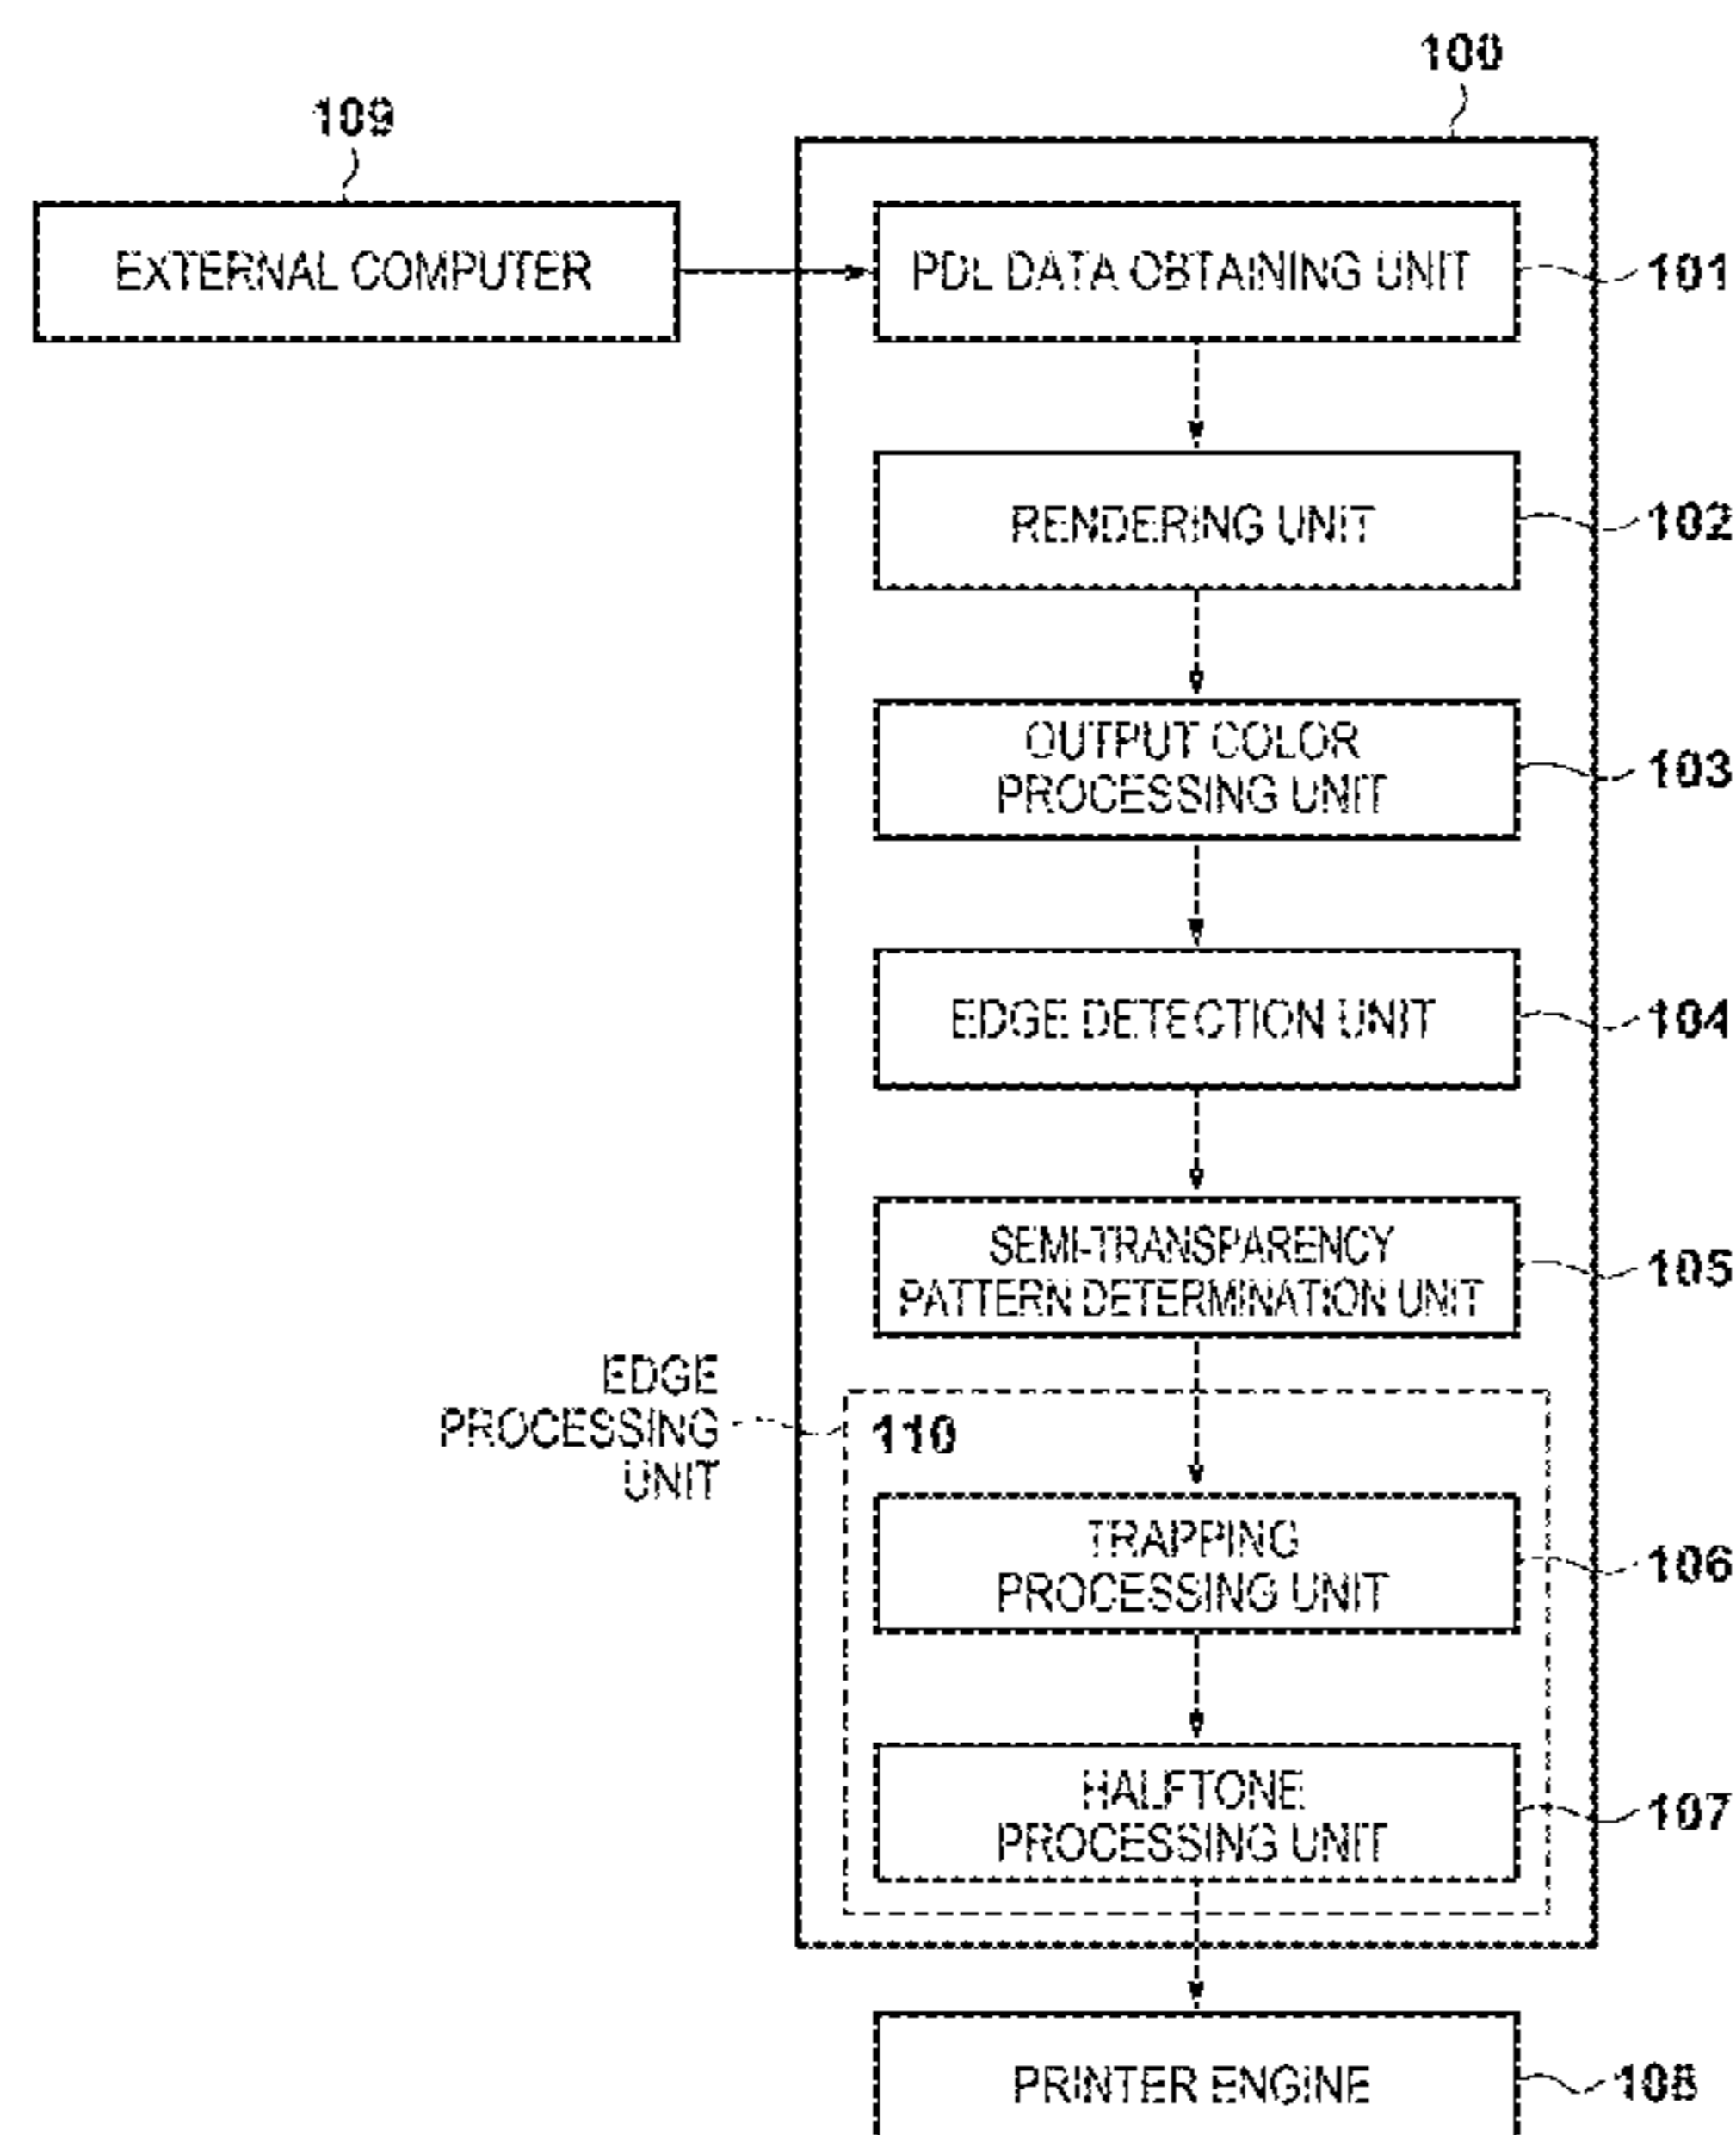 100
109
EXTERNAL COMPUTER
PDL DATA OBTAINING UNIT
101
RENDERING UNIT
102
OUTPUT COLOR
PROCESSING UNIT
103
EDGE DETECTION UNIT
104
SEMI-TRANSPARENCY
PATTERN DETERMINATION UNIT
105
EDGE
PROCESSING
UNIT
110
TRAPPING
PROCESSING UNIT
106
HALFTONE
PROCESSING UNIT
107
PRINTER ENGINE
108